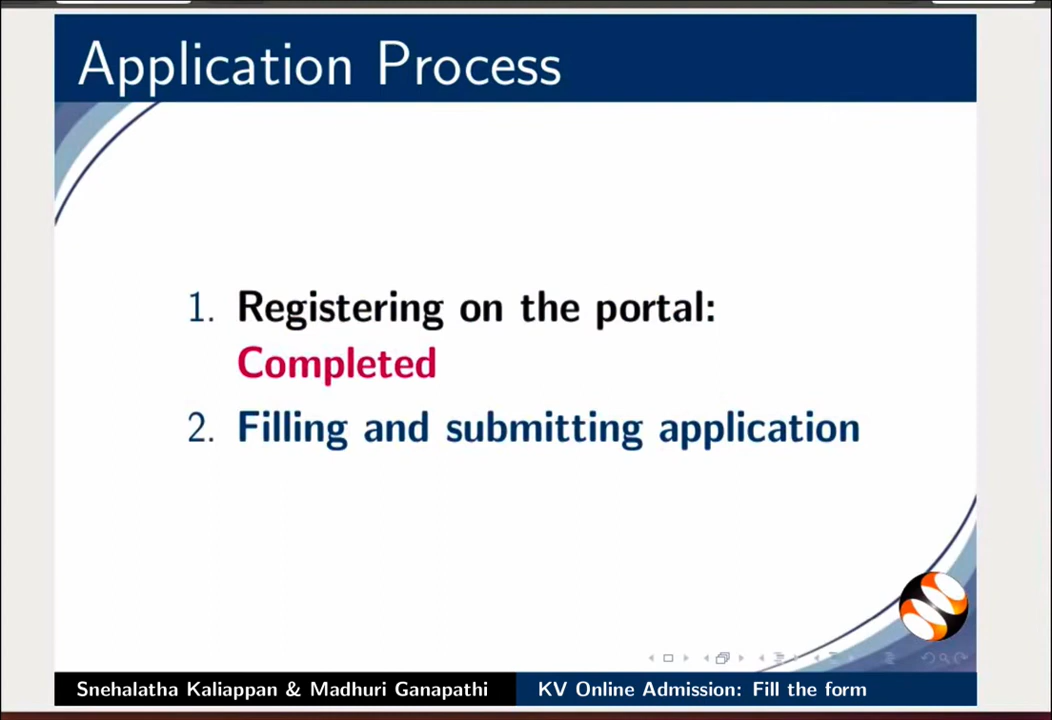 Application Process
1. Registering on the portal:
Completed
2. Filling and submitting application
Snehalatha Kaliappan & Madhuri Ganapathi
KV Online Admission: Fill the form